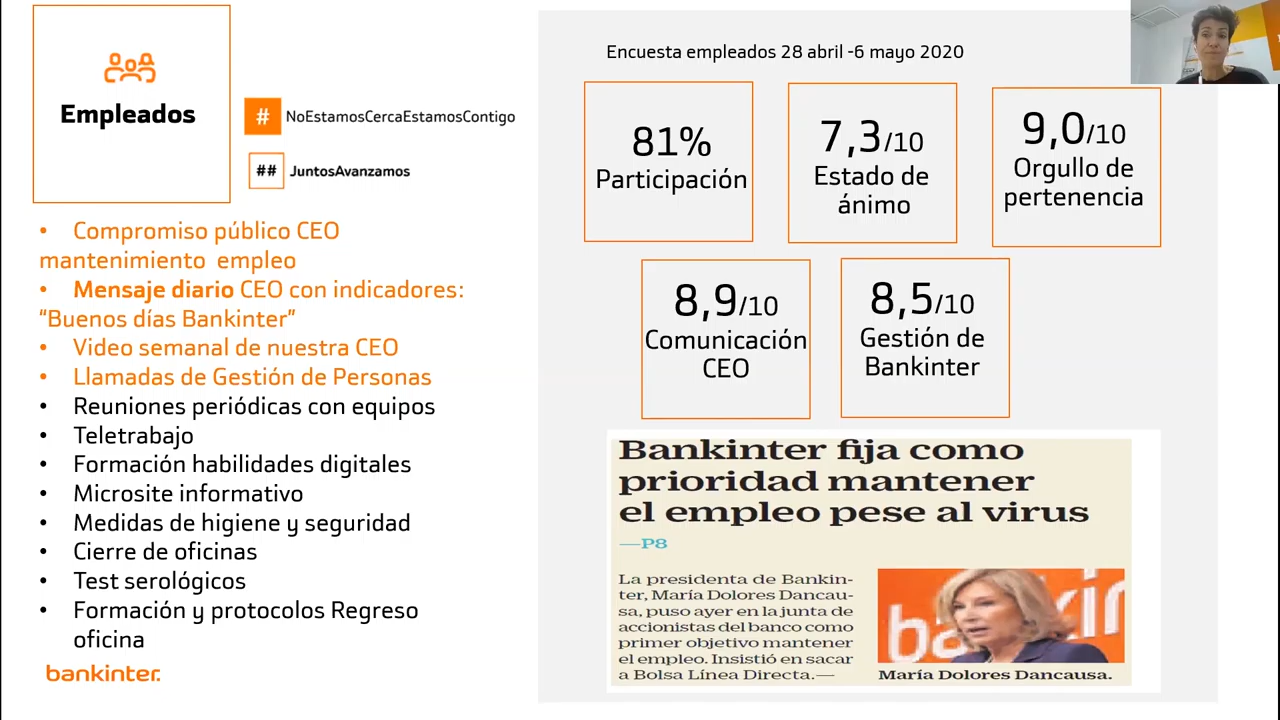 Empleados
# NoEstamosCercaEstamosContigo
## JuntosAvanzamos
• Compromiso público CEO
mantenimiento empleo
• Mensaje diario CEO con indicadores:
“Buenos días Bankinter”
• Video semanal de nuestra CEO
• Llamadas de Gestión de Personas
• Reuniones periódicas con equipos
• Teletrabajo
• Formación habilidades digitales
• Microsite informativo
• Medidas de higiene y seguridad
• Cierre de oficinas
• Test serológicos
• Formación y protocolos Regreso
oficina
bankinter.
Encuesta empleados 28 abril -6 mayo 2020
81%
Participación
7,3/10
Estado de
ánimo
9,0/10
Orgullo de
pertenencia
8,9/10
Comunicación
CEO
8,5/10
Gestión de
Bankinter
Bankinter fija como
prioridad mantener
el empleo pese al virus
—P8
La presidenta de Bankin-
ter, María Dolores Dancau-
sa, puso ayer en la junta de
accionistas del banco como
primer objetivo mantener
el empleo. Insistió en sacar
a Bolsa Línea Directa.—
María Dolores Dancausa.